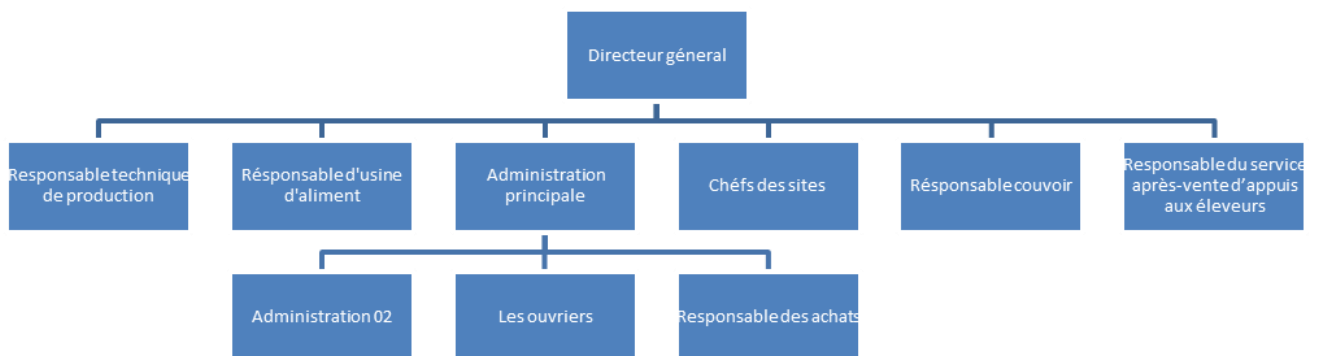 Directeur géneral
Responsable technique
de production
Résponsable d'usine
d'aliment
Administration
principale
Chéfs des sites
Résponsable couvoir
Responsable du service
après-vente d’appuis
aux éleveurs
Administration 02
Les ouvriers
Responsable des achats